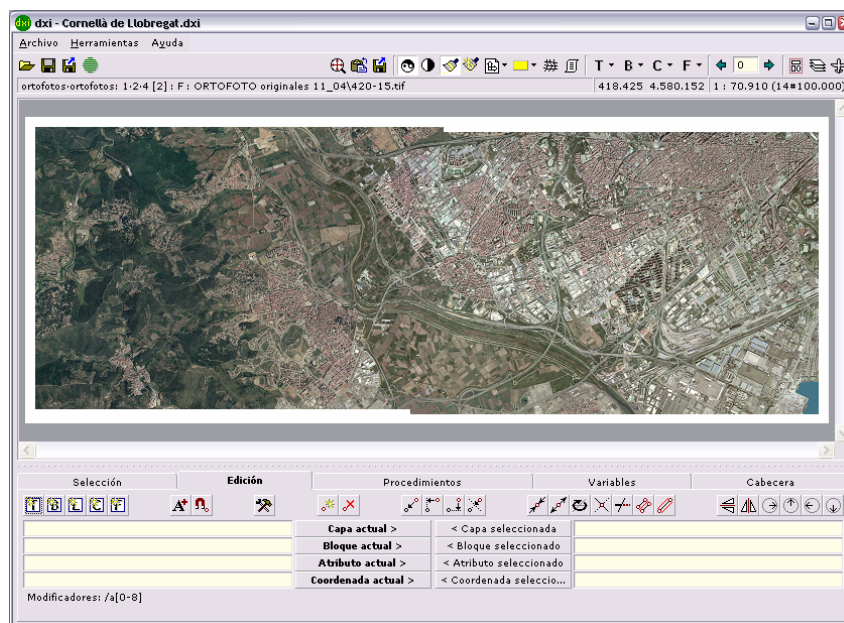 dxi dxi - Cornellà de Llobregat.dxi
Archivo Herramientas Ayuda
T B C F 0
ortofotos-ortofotos: 1·2·4 [2] : F : ORTOFOTO originales 11_04\420-15.tif 418.425 4.580.152 1 : 70.910 (14#100.000)
Selección Edición Procedimientos Variables Cabecera
T B L C F A+
Capa actual > < Capa seleccionada
Bloque actual > < Bloque seleccionado
Atributo actual > < Atributo seleccionado
Coordenada actual > < Coordenada seleccio...
Modificadores: /a[0-8]